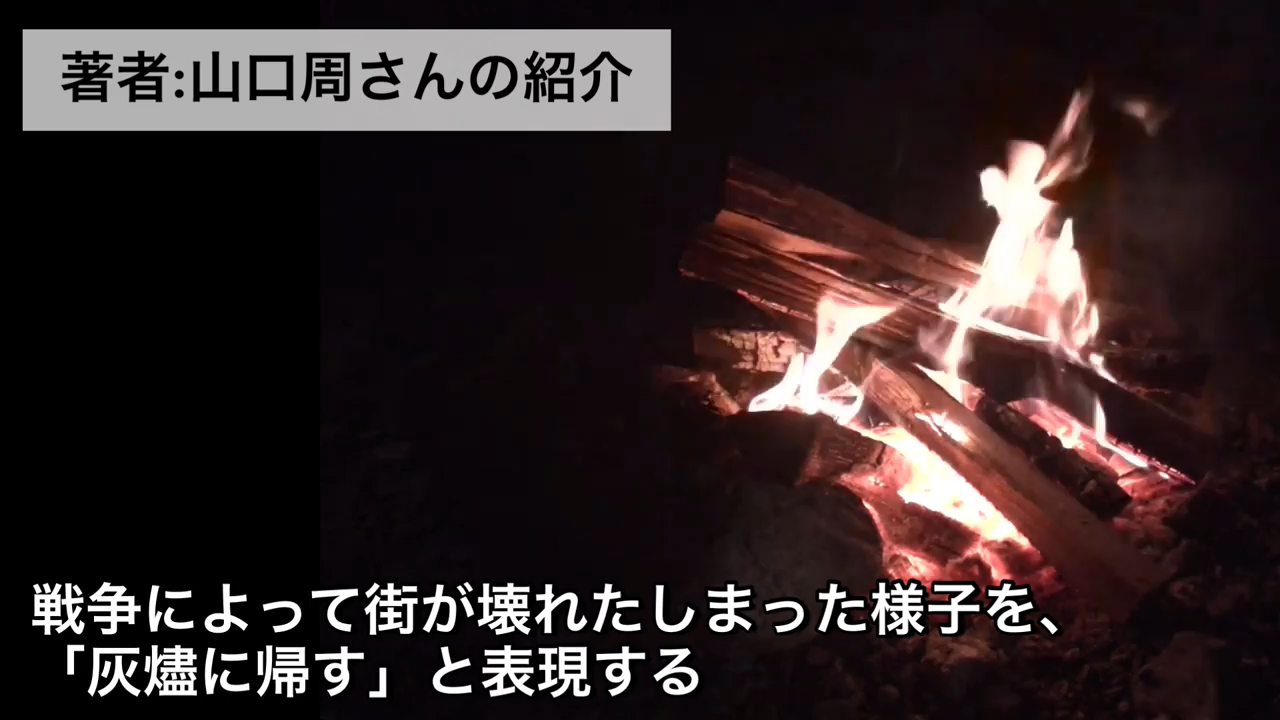 著者:山口周さんの紹介
戦争によって街が壊れたしまった様子を、
「灰燼に帰す」と表現する